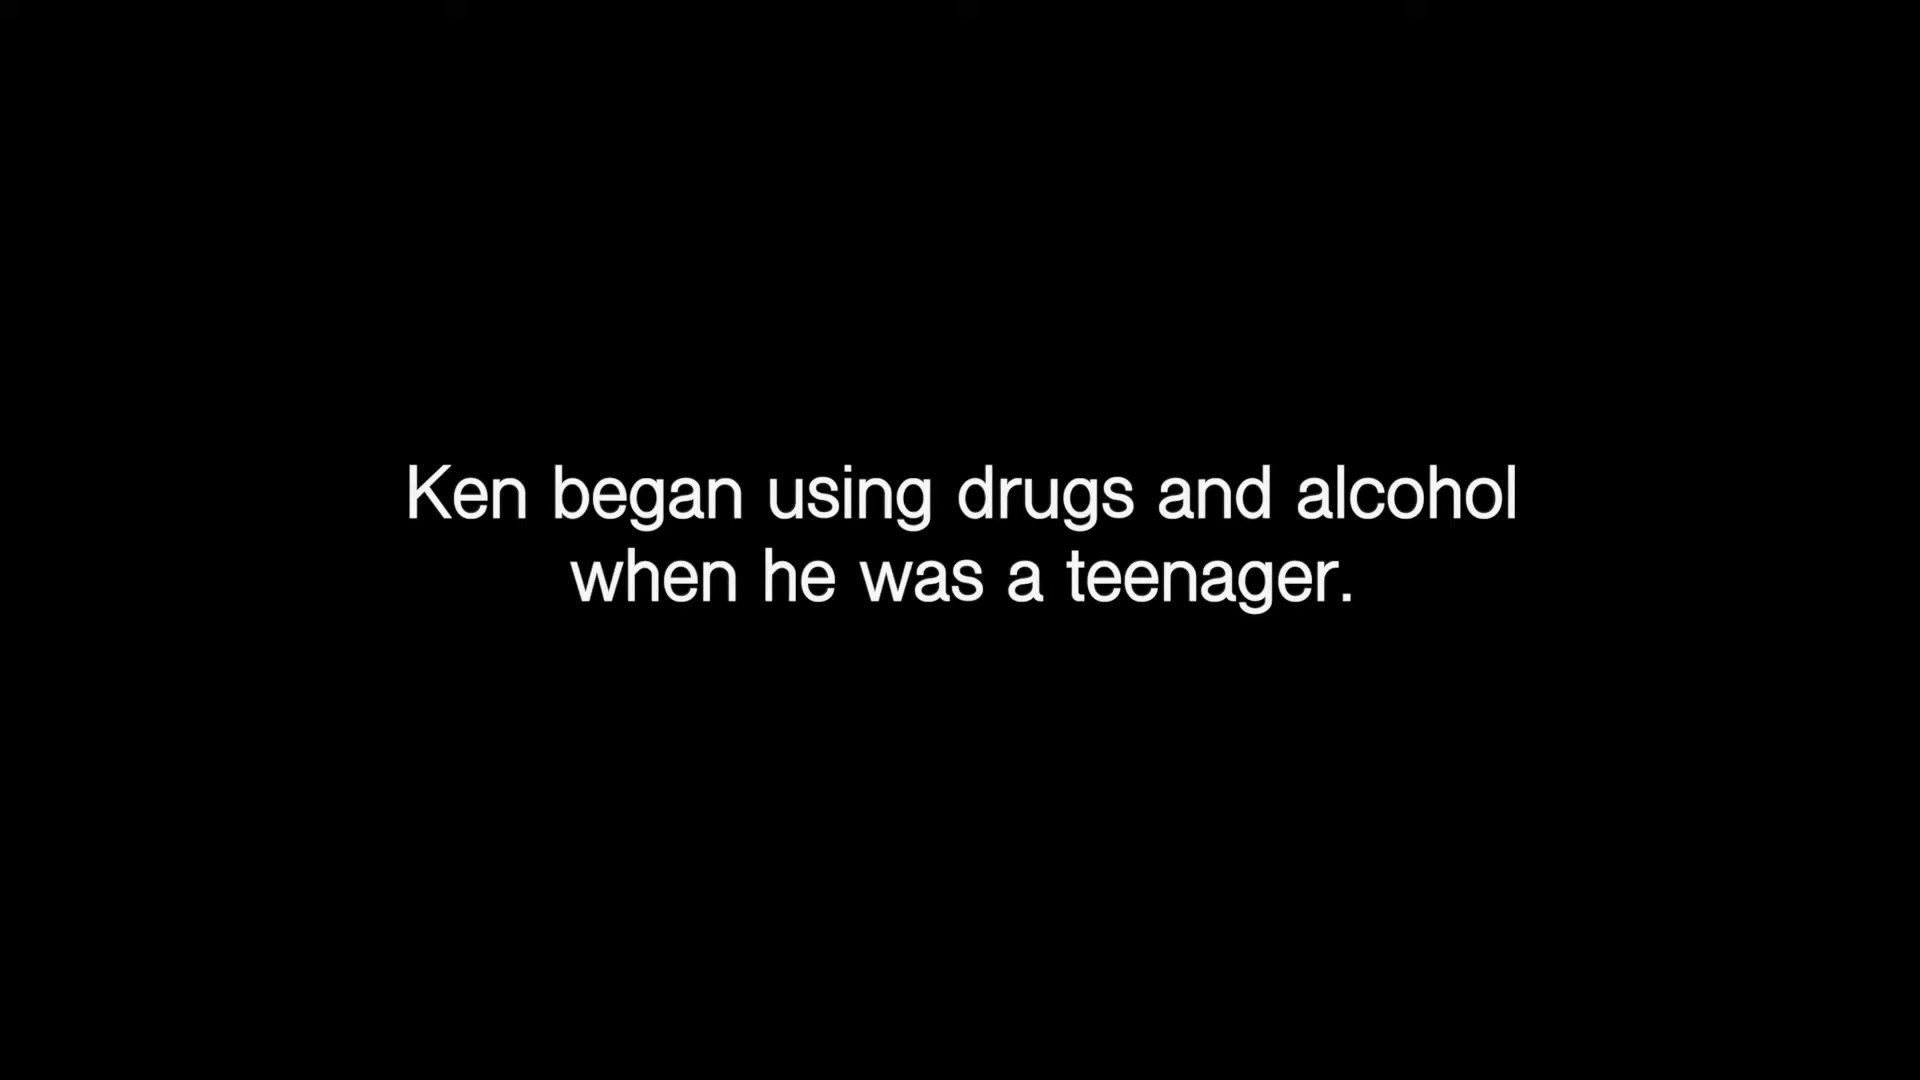 Ken began using drugs and alcohol
when he was a teenager.